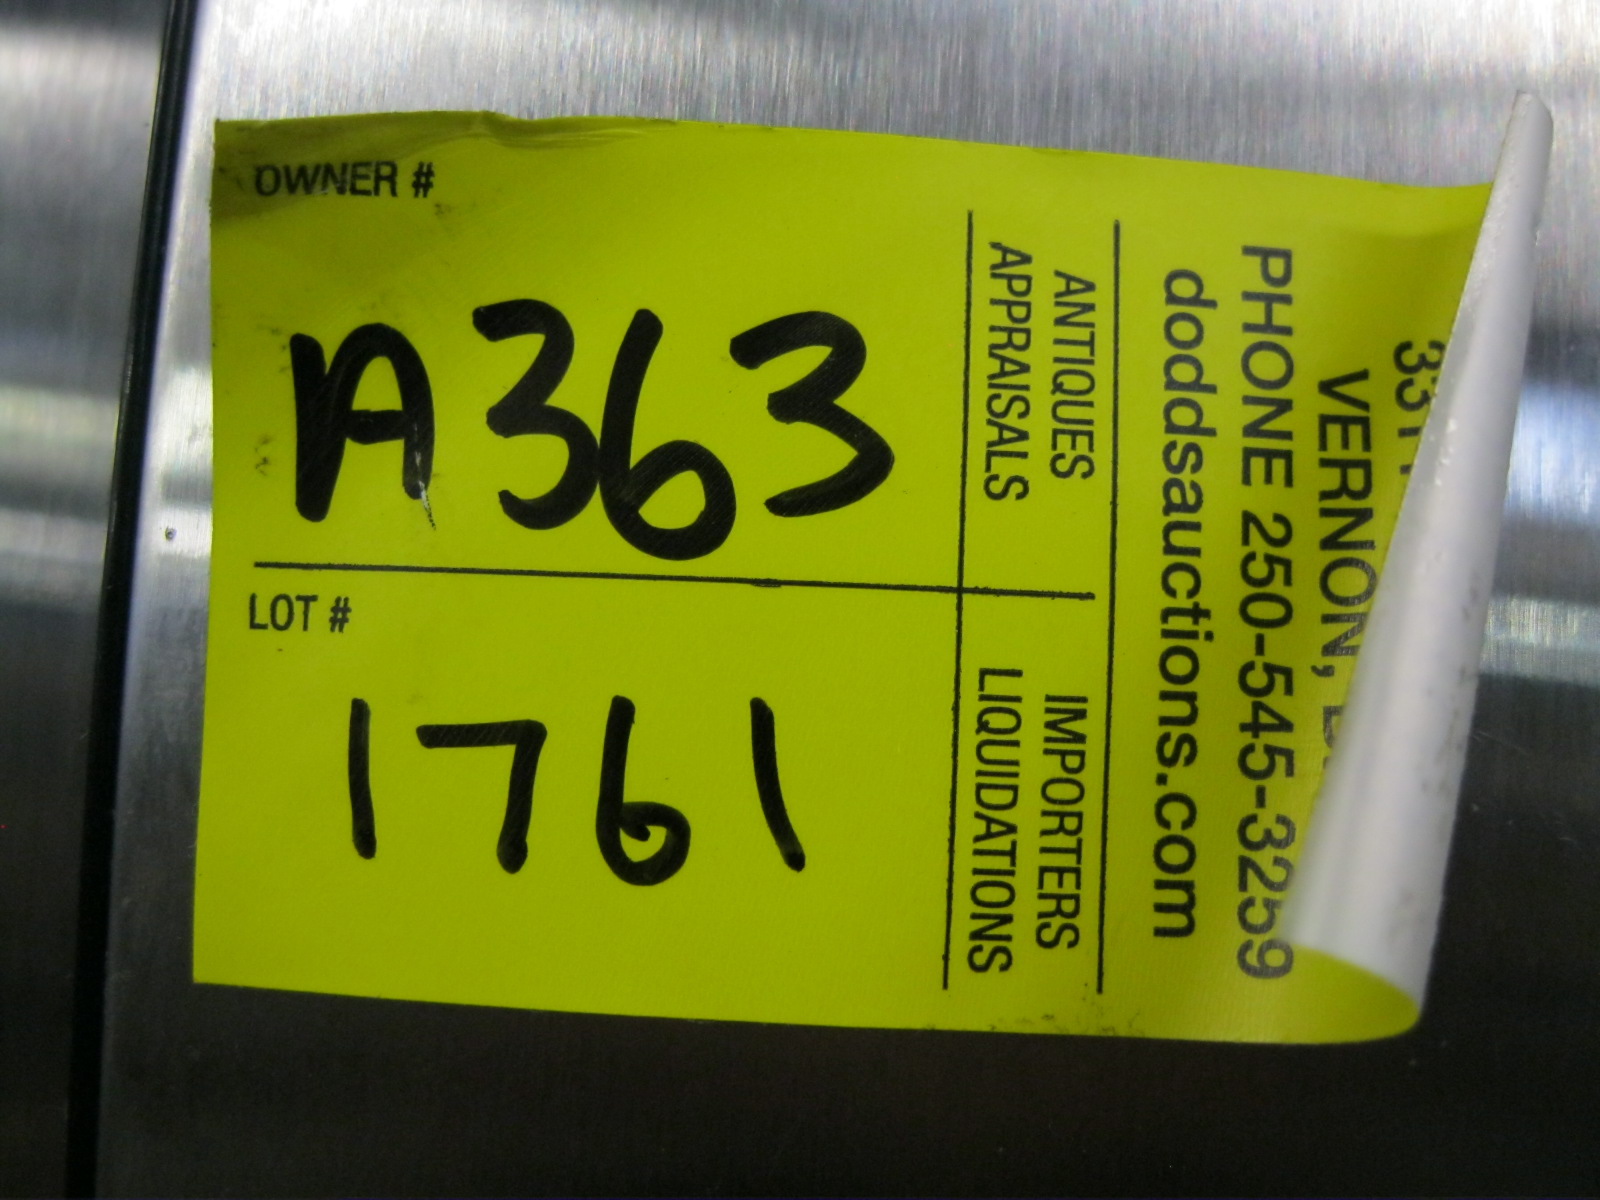 OWNER #
A363
LOT #
1761
VERNON,
PHONE 250-545-3259
doddsauctions.com
ANTIQUES
APPRAISALS
IMPORTERS
LIQUIDATIONS